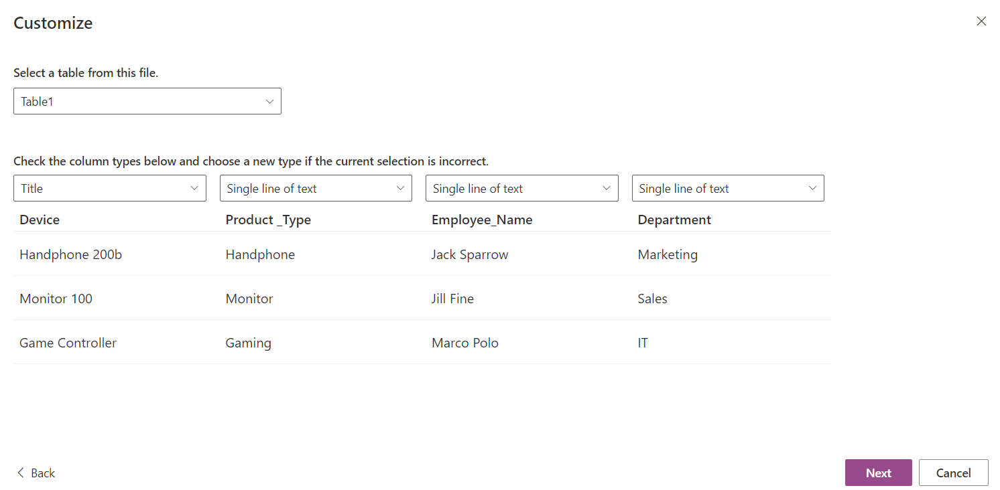 Customize
Select a table from this file.
Table1
Check the column types below and choose a new type if the current selection is incorrect.
Title Single line of text Single line of text Single line of text
Device Product _Type Employee_Name Department
Handphone 200b Handphone Jack Sparrow Marketing
Monitor 100 Monitor Jill Fine Sales
Game Controller Gaming Marco Polo IT
Back Next Cancel